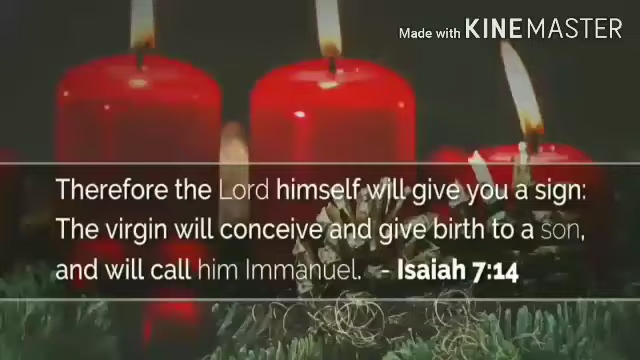 Made with KINEMASTER
Therefore the Lord himself will give you a sign:
The virgin will conceive and give birth to a son,
and will call him Immanuel. - Isaiah 7:14